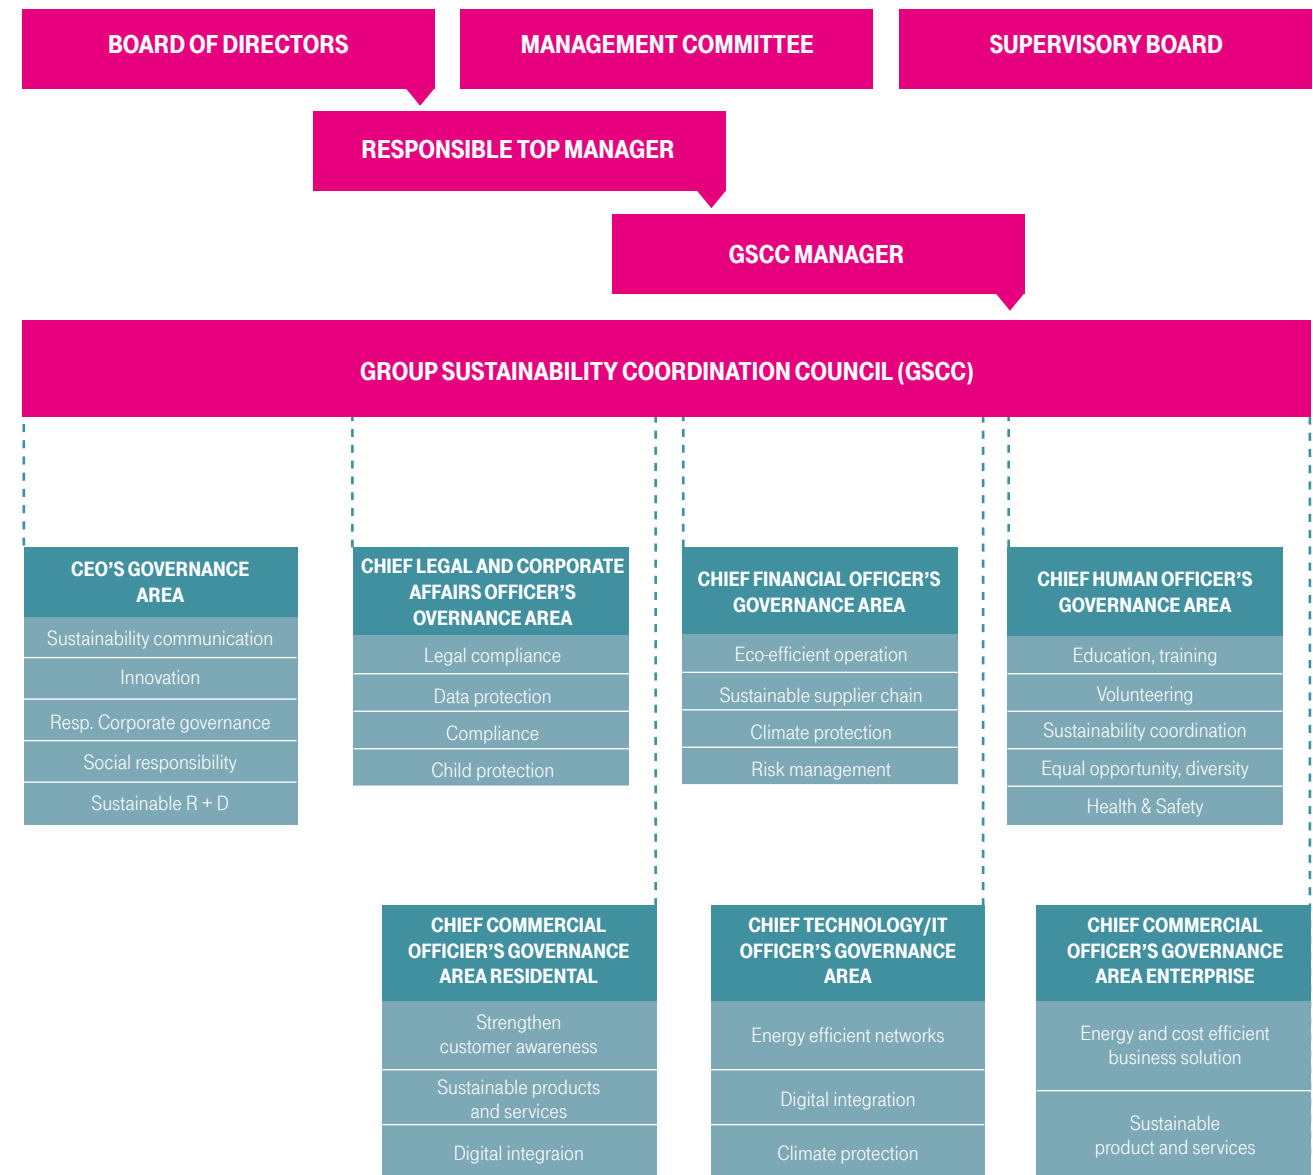 BOARD OF DIRECTORS
MANAGEMENT COMMITTEE
SUPERVISORY BOARD
RESPONSIBLE TOP MANAGER
GSCC MANAGER
GROUP SUSTAINABILITY COORDINATION COUNCIL (GSCC)
CEO'S GOVERNANCE
AREA
Sustainability communication
Innovation
Resp. Corporate governance
Social responsibility
Sustainable R + D
CHIEF LEGAL AND CORPORATE
AFFAIRS OFFICER'S
OVERNANCE AREA
Legal compliance
Data protection
Compliance
Child protection
CHIEF FINANCIAL OFFICER'S
GOVERNANCE AREA
Eco-efficient operation
Sustainable supplier chain
Climate protection
Risk management
CHIEF HUMAN OFFICER'S
GOVERNANCE AREA
Education, training
Volunteering
Sustainability coordination
Equal opportunity, diversity
Health & Safety
CHIEF COMMERCIAL
OFFICIER'S GOVERNANCE
AREA RESIDENTAL
Strengthen
customer awareness
Sustainable products
and services
Digital integraion
CHIEF TECHNOLOGY/IT
OFFICER'S GOVERNANCE
AREA
Energy efficient networks
Digital integration
Climate protection
CHIEF COMMERCIAL
OFFICER'S GOVERNANCE
AREA ENTERPRISE
Energy and cost efficient
business solution
Sustainable
product and services